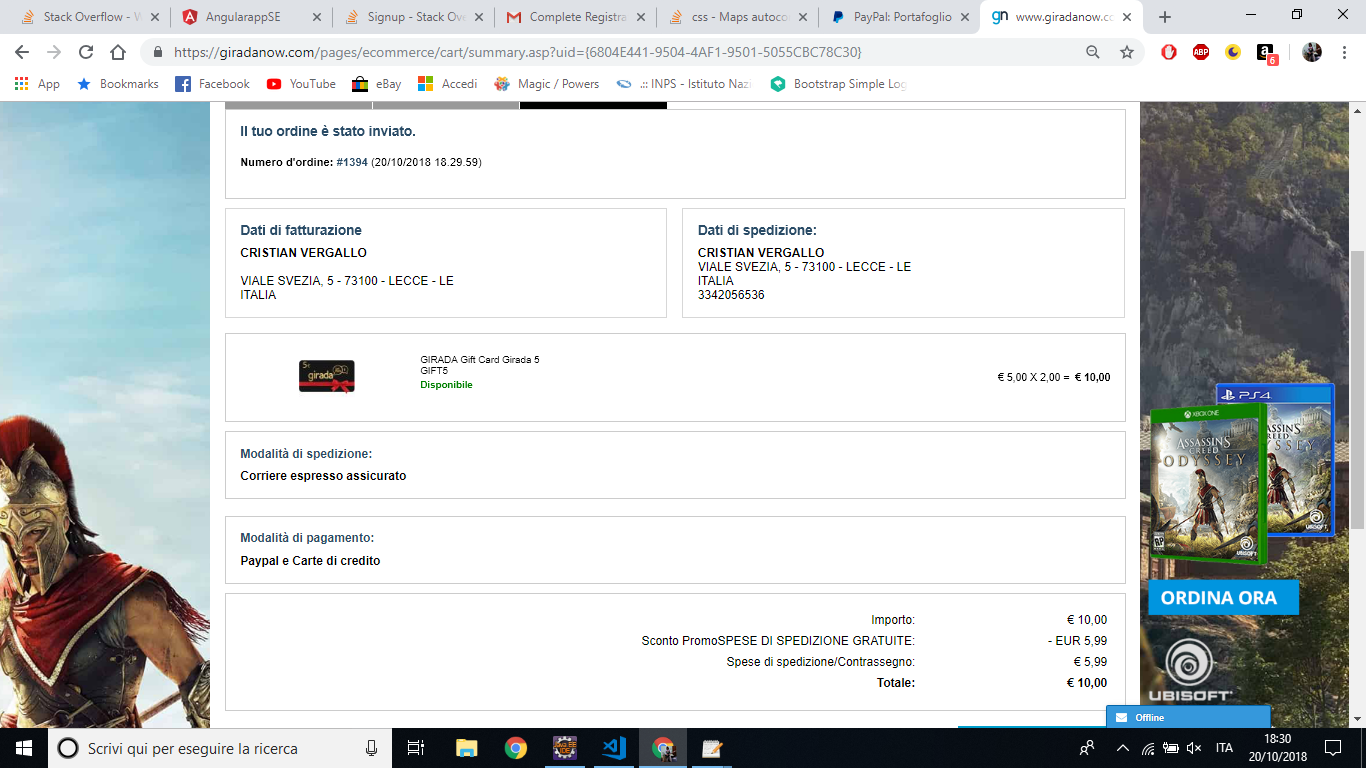 Stack Overflow - W
AngularappSE
Signup - Stack Ove
Complete Registra
css - Maps autocon
PayPal: Portafoglio
gn www.giradanow.co
https://giradanow.com/pages/ecommerce/cart/summary.asp?uid={6804E441-9504-4AF1-9501-5055CBC78C30}
ABP
a
6
App
Bookmarks
Facebook
YouTube
eBay
Accedi
Magic / Powers
.:: INPS - Istituto Nazi
Bootstrap Simple Log
Il tuo ordine è stato inviato.
Numero d'ordine: #1394 (20/10/2018 18.29.59)
Dati di fatturazione
CRISTIAN VERGALLO
VIALE SVEZIA, 5 - 73100 - LECCE - LE
ITALIA
Dati di spedizione:
CRISTIAN VERGALLO
VIALE SVEZIA, 5 - 73100 - LECCE - LE
ITALIA
3342056536
girada
GIRADA Gift Card Girada 5
GIFT5
Disponibile
€ 5,00 X 2,00 = € 10,00
Modalità di spedizione:
Corriere espresso assicurato
Modalità di pagamento:
Paypal e Carte di credito
Importo: € 10,00
Sconto PromoSPESE DI SPEDIZIONE GRATUITE: - EUR 5,99
Spese di spedizione/Contrassegno: € 5,99
Totale: € 10,00
PS4
XBOX ONE
ASSASSIN'S
CREED
ODYSSEY
UBISOFT
ORDINA ORA
UBISOFT
Offline
Scrivi qui per eseguire la ricerca
ITA
18:30
20/10/2018